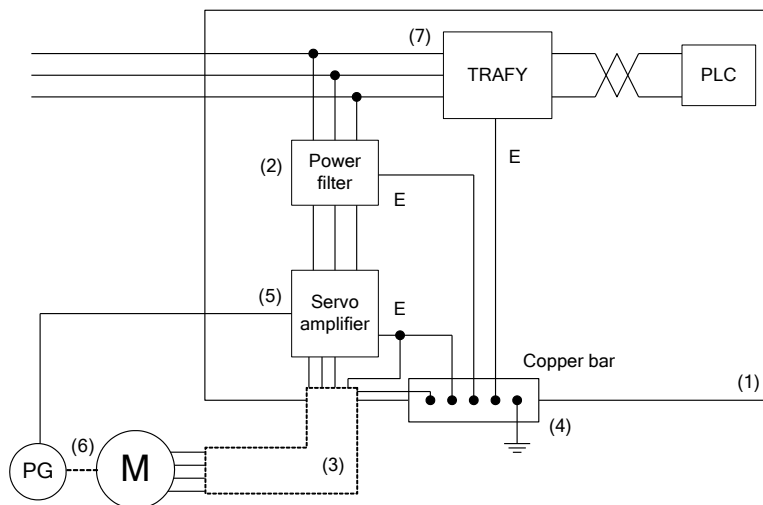 (7)
TRAFY
PLC
(2)
Power
filter
E
E
(5)
Servo
amplifier
E
Copper bar
(1)
(4)
(6)
PG
M
(3)